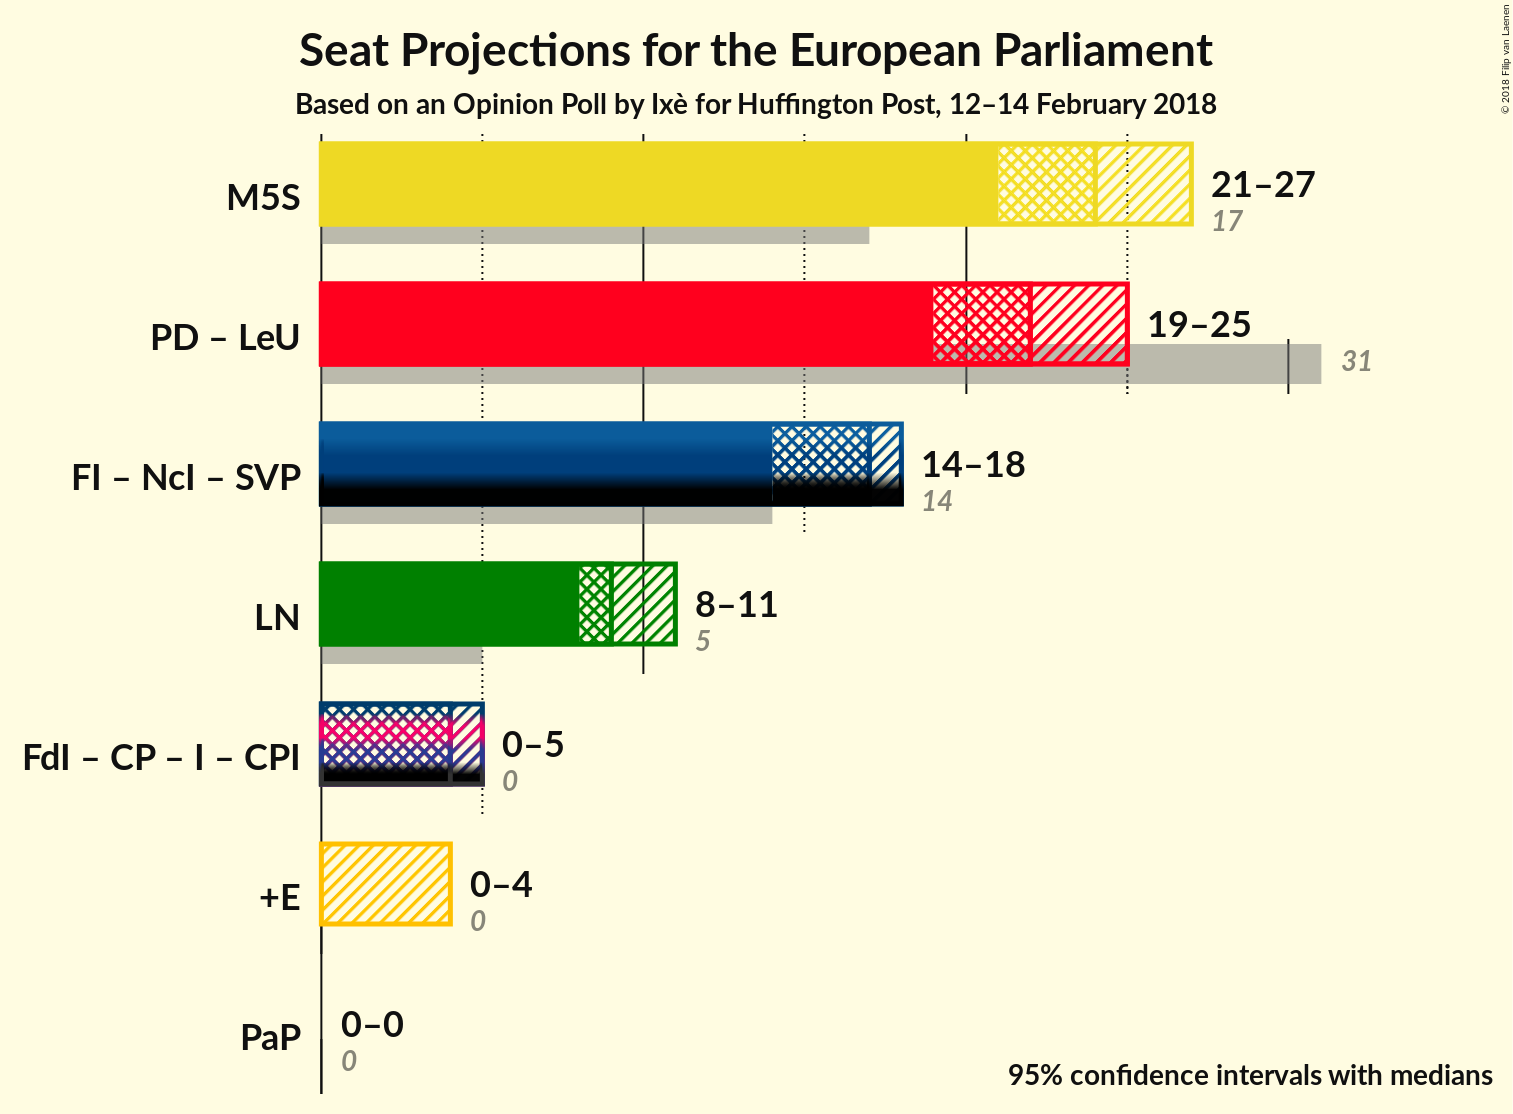 Seat Projections for the European Parliament
Based on an Opinion Poll by Ixè for Huffington Post, 12–14 February 2018
© 2018 Filip van Laenen
M5S
21–27
17
PD – LeU
19–25
31
FI – NcI – SVP
14–18
14
LN
8–11
5
FdI – CP – I – CPI
0–5
0
+E
0–4
0
PaP
0–0
0
95% confidence intervals with medians